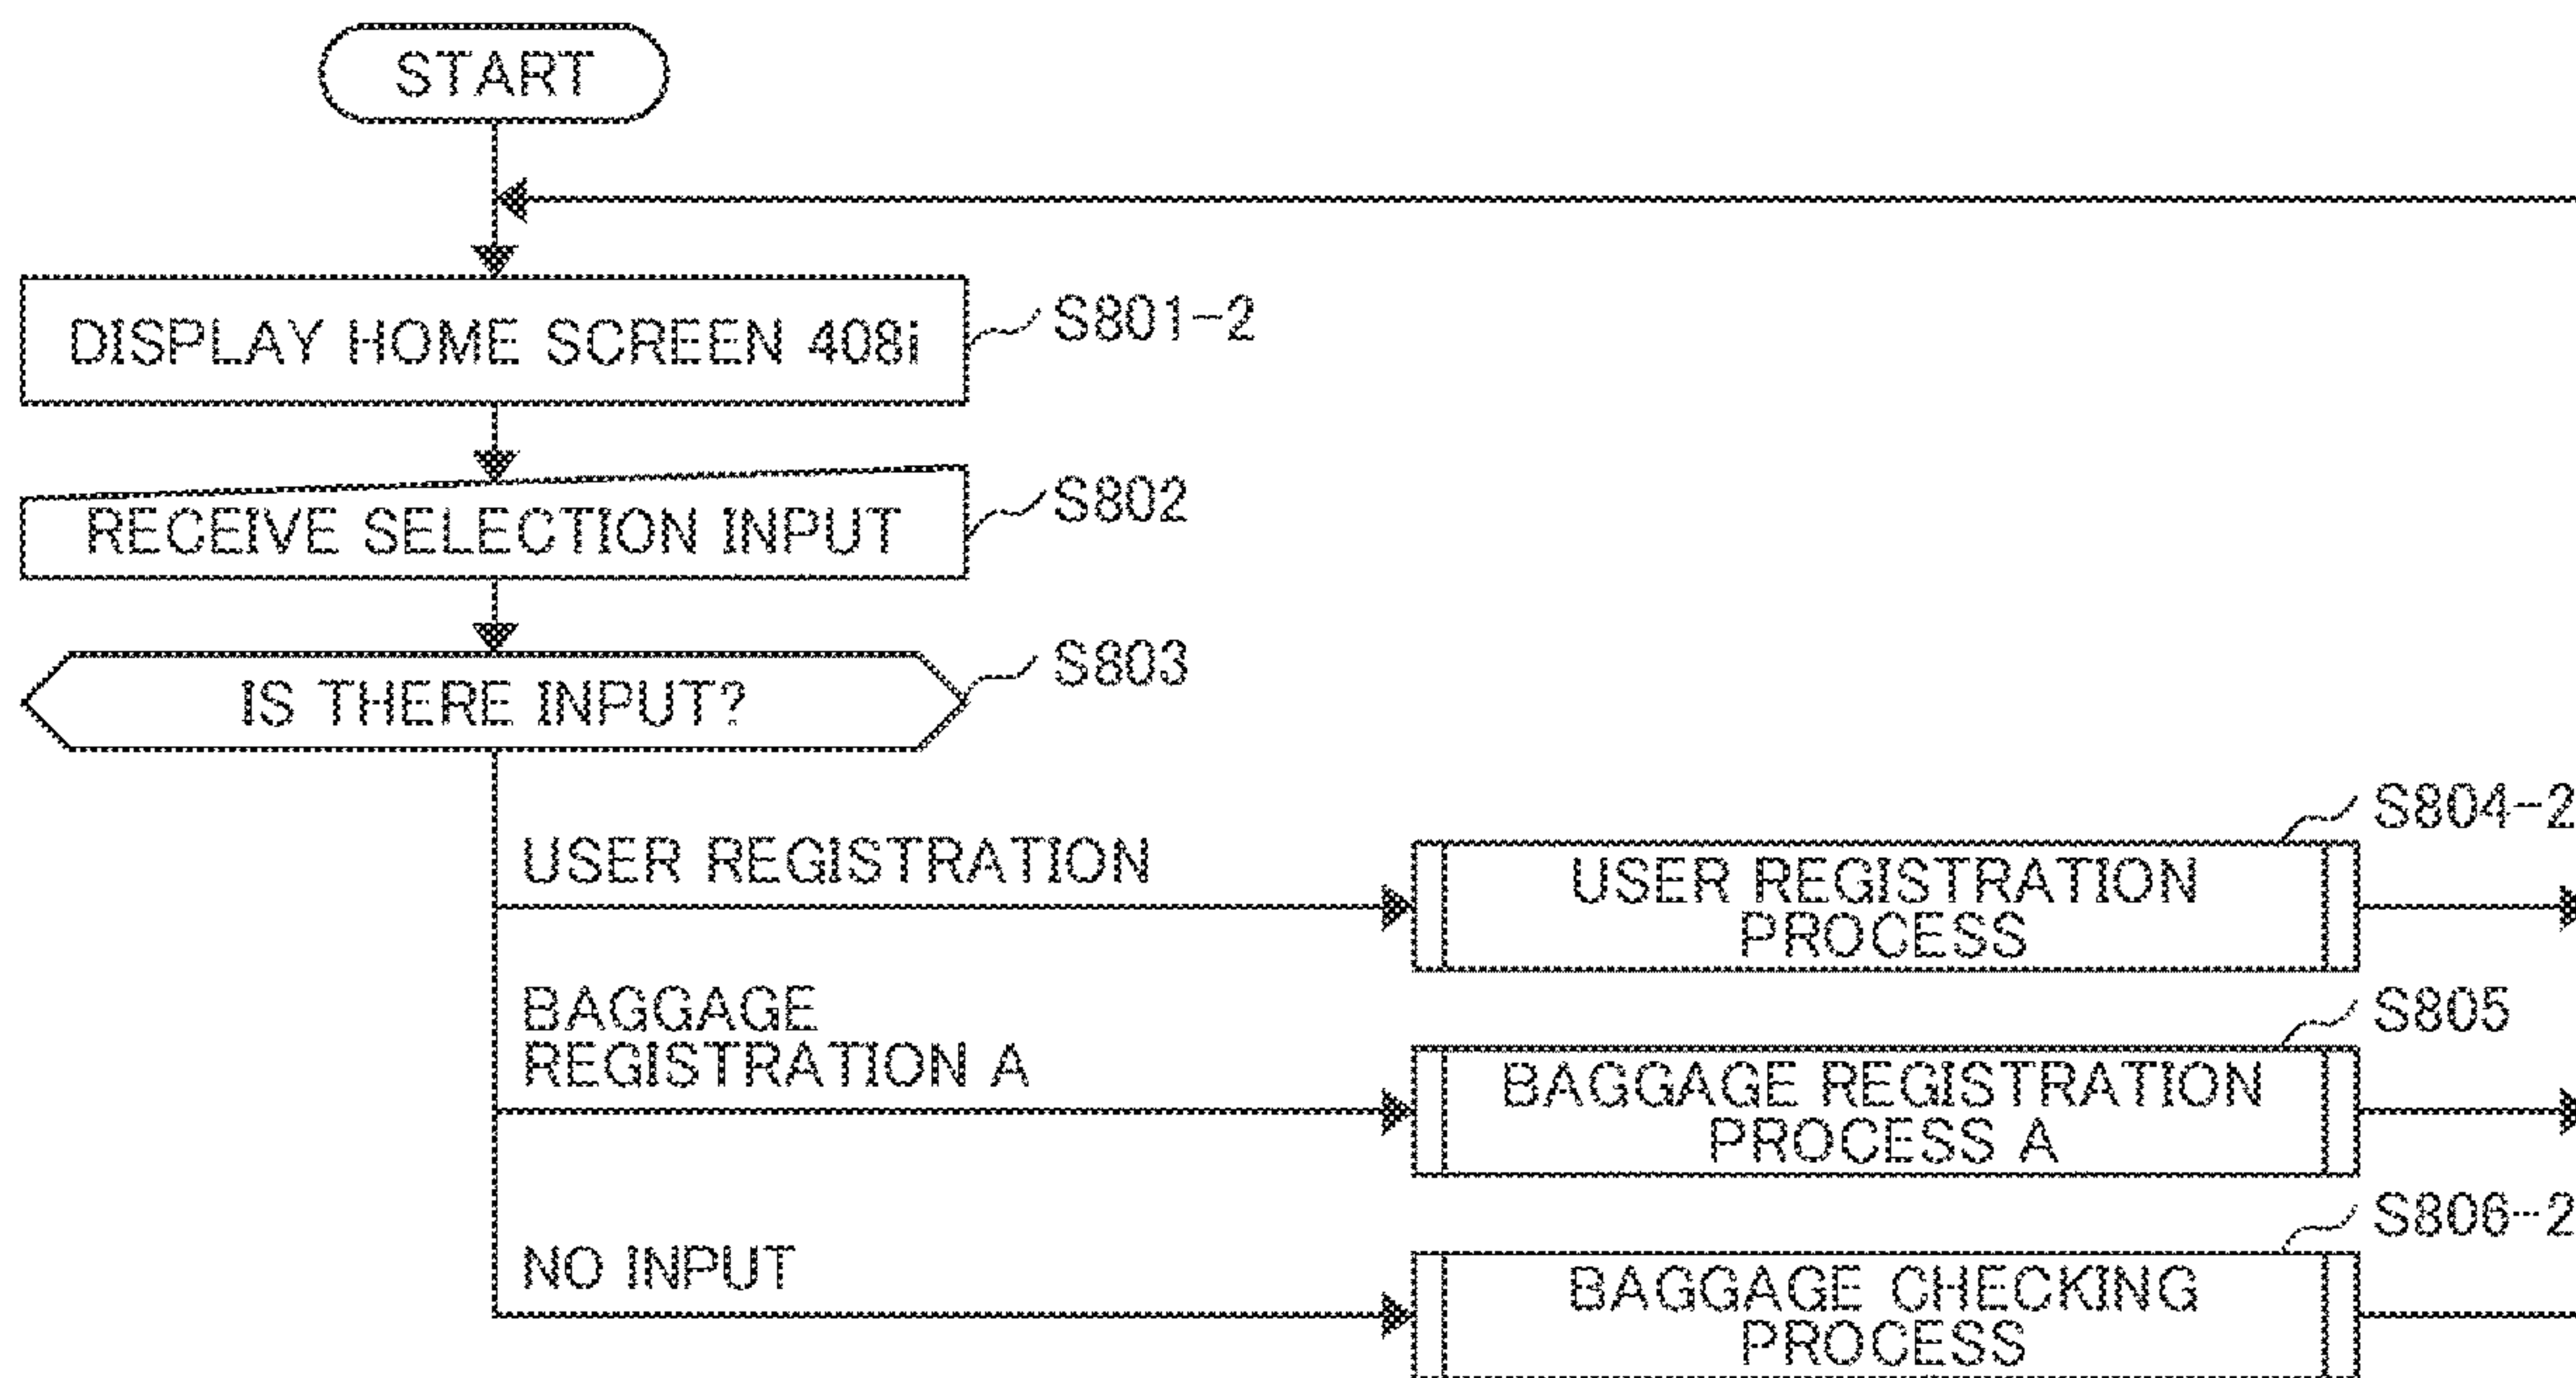 START
DISPLAY HOME SCREEN 408i
S801-2
RECEIVE SELECTION INPUT
S802
IS THERE INPUT?
S803
USER REGISTRATION
S804-2
USER REGISTRATION
PROCESS
BAGGAGE
REGISTRATION A
S805
BAGGAGE REGISTRATION
PROCESS A
NO INPUT
S806-2
BAGGAGE CHECKING
PROCESS